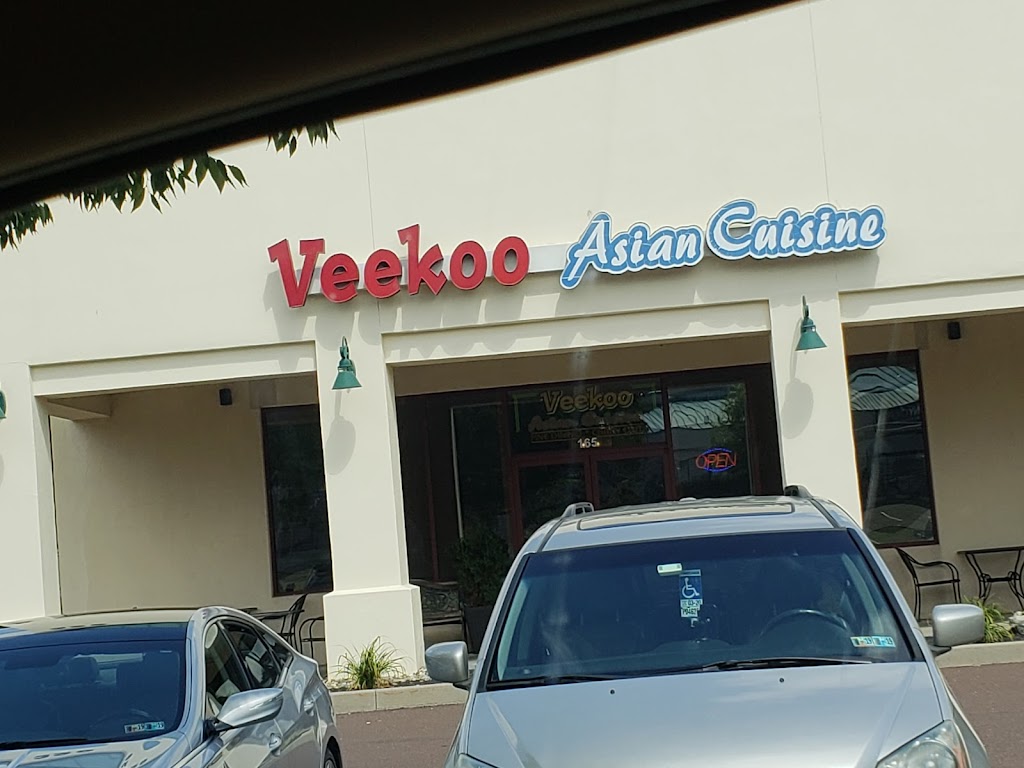 Veekoo Asian Cuisine
Veekoo
165
OPEN